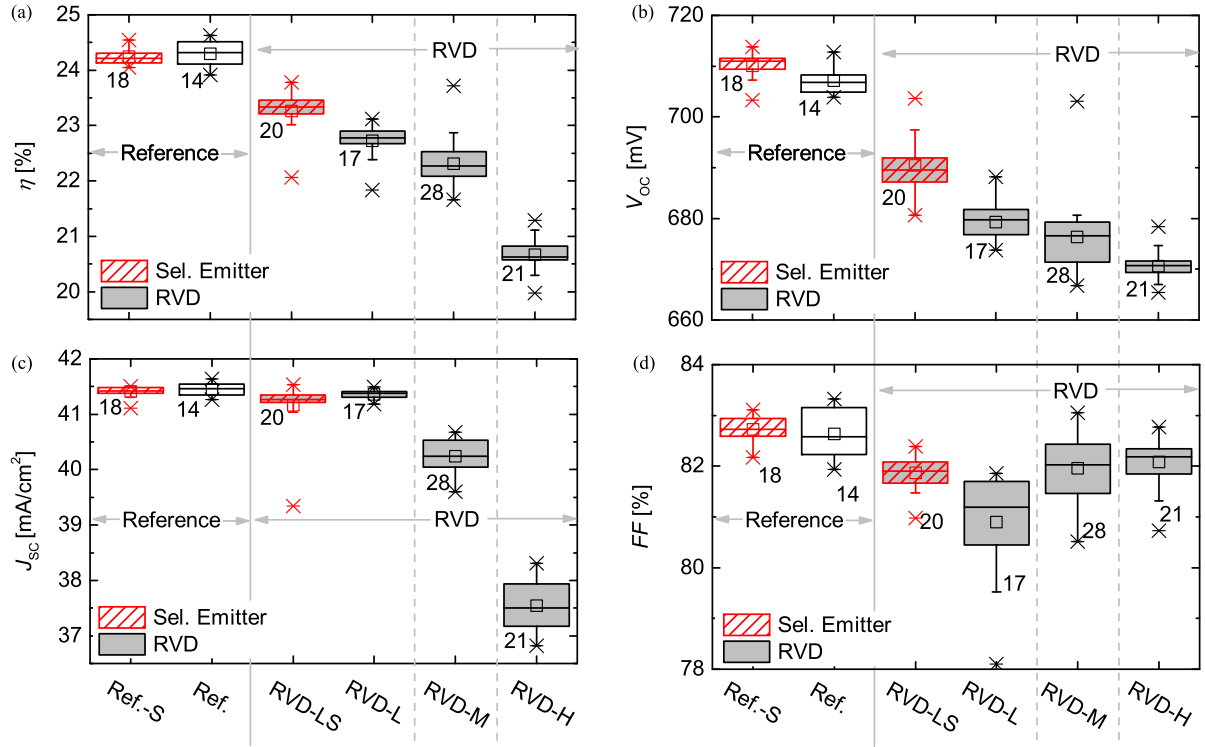 (a)
25
24
23
22
21
20
η [%]
RVD
18
14
20
17
28
21
Reference
Sel. Emitter
RVD
(b)
720
700
680
660
V_OC [mV]
RVD
18
14
20
17
28
21
Reference
Sel. Emitter
RVD
(c)
42
41
40
39
38
37
J_SC [mA/cm²]
18
14
20
17
28
21
Reference
RVD
Sel. Emitter
RVD
Ref.-S
Ref.
RVD-LS
RVD-L
RVD-M
RVD-H
(d)
84
82
80
78
FF [%]
RVD
18
14
20
17
28
21
Reference
Sel. Emitter
RVD
Ref.-S
Ref.
RVD-LS
RVD-L
RVD-M
RVD-H